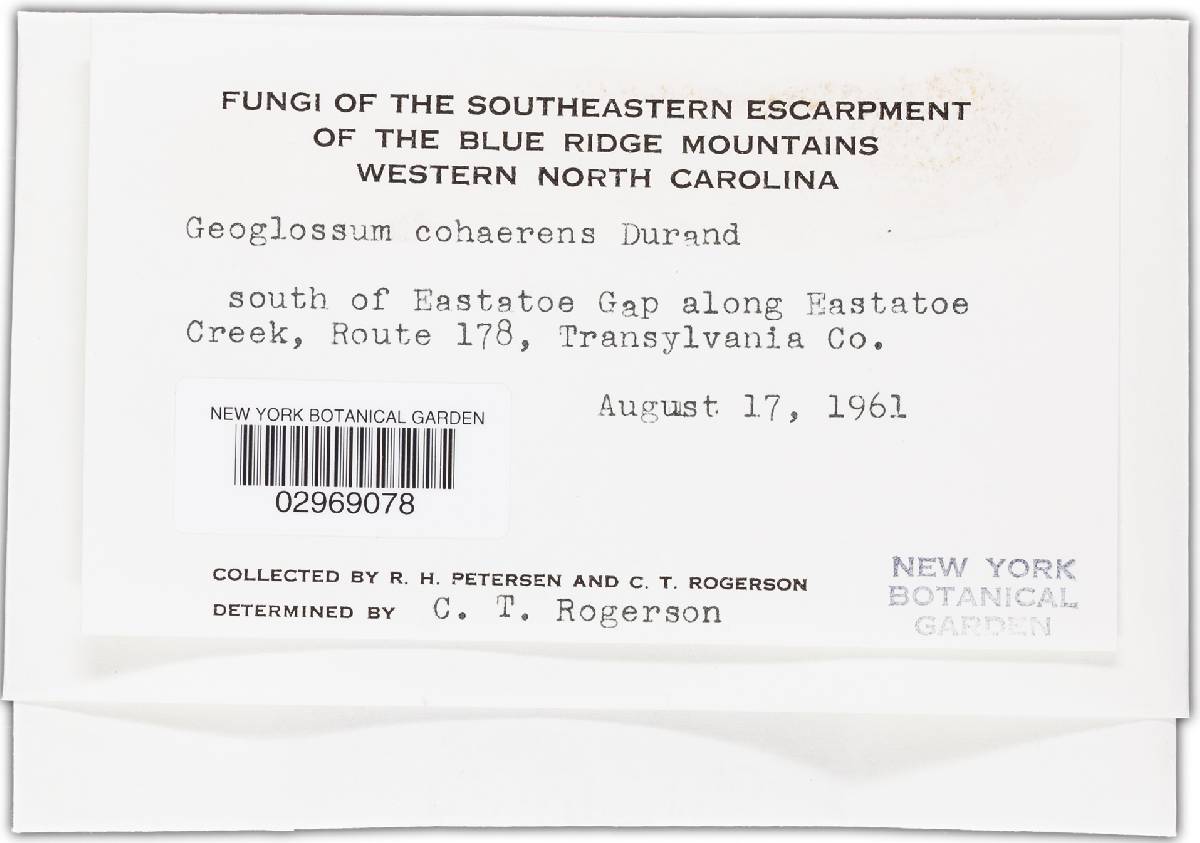 FUNGI OF THE SOUTHEASTERN ESCARPMENT
OF THE BLUE RIDGE MOUNTAINS
WESTERN NORTH CAROLINA
Geoglossum cohaerens Durand
south of Eastatoe Gap along Eastatoe
Creek, Route 178, Transylvania Co.
August 17, 1961
NEW YORK BOTANICAL GARDEN
02969078
COLLECTED BY R. H. PETERSEN AND C. T. ROGERSON
DETERMINED BY C. T. Rogerson
NEW YORK
BOTANICAL
GARDEN